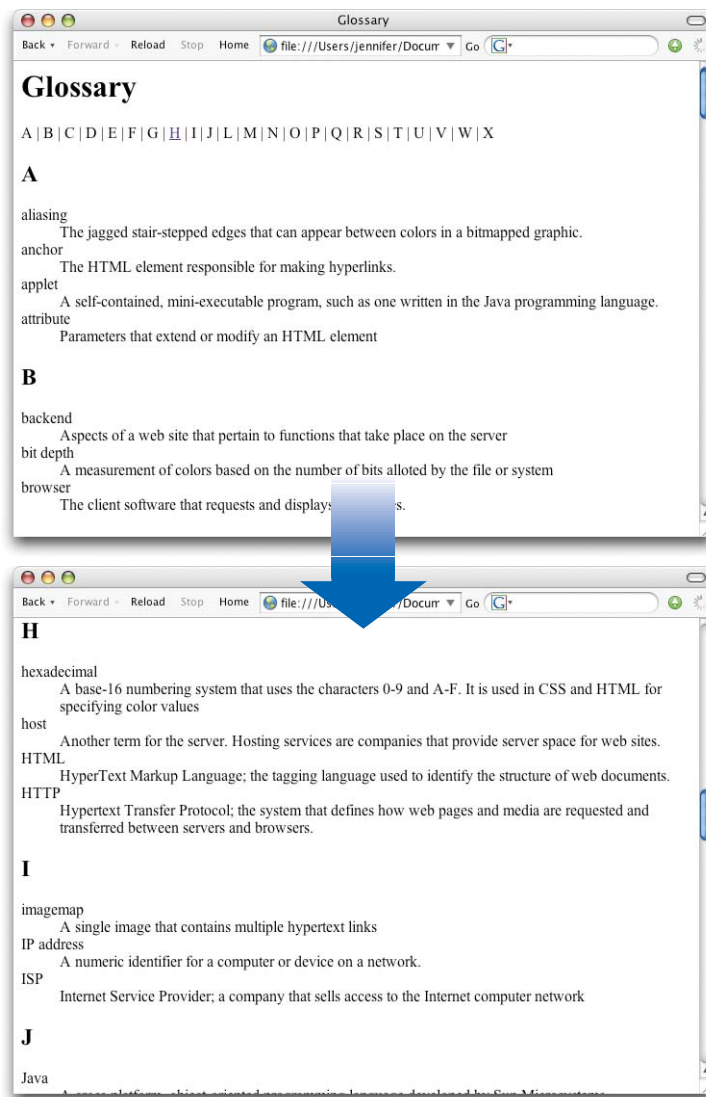 Glossary
Back Forward Reload Stop Home file:///Users/jennifer/Docum Go G
Glossary
A | B | C | D | E | F | G | H | I | J | L | M | N | O | P | Q | R | S | T | U | V | W | X
A
aliasing
The jagged stair-stepped edges that can appear between colors in a bitmapped graphic.
anchor
The HTML element responsible for making hyperlinks.
applet
A self-contained, mini-executable program, such as one written in the Java programming language.
attribute
Parameters that extend or modify an HTML element
B
backend
Aspects of a web site that pertain to functions that take place on the server
bit depth
A measurement of colors based on the number of bits alloted by the file or system
browser
The client software that requests and displays
Back Forward Reload Stop Home file:///Us /Docum Go G
H
hexadecimal
A base-16 numbering system that uses the characters 0-9 and A-F. It is used in CSS and HTML for
specifying color values
host
Another term for the server. Hosting services are companies that provide server space for web sites.
HTML
HyperText Markup Language; the tagging language used to identify the structure of web documents.
HTTP
Hypertext Transfer Protocol; the system that defines how web pages and media are requested and
transferred between servers and browsers.
I
imagemap
A single image that contains multiple hypertext links
IP address
A numeric identifier for a computer or device on a network.
ISP
Internet Service Provider; a company that sells access to the Internet computer network
J
Java